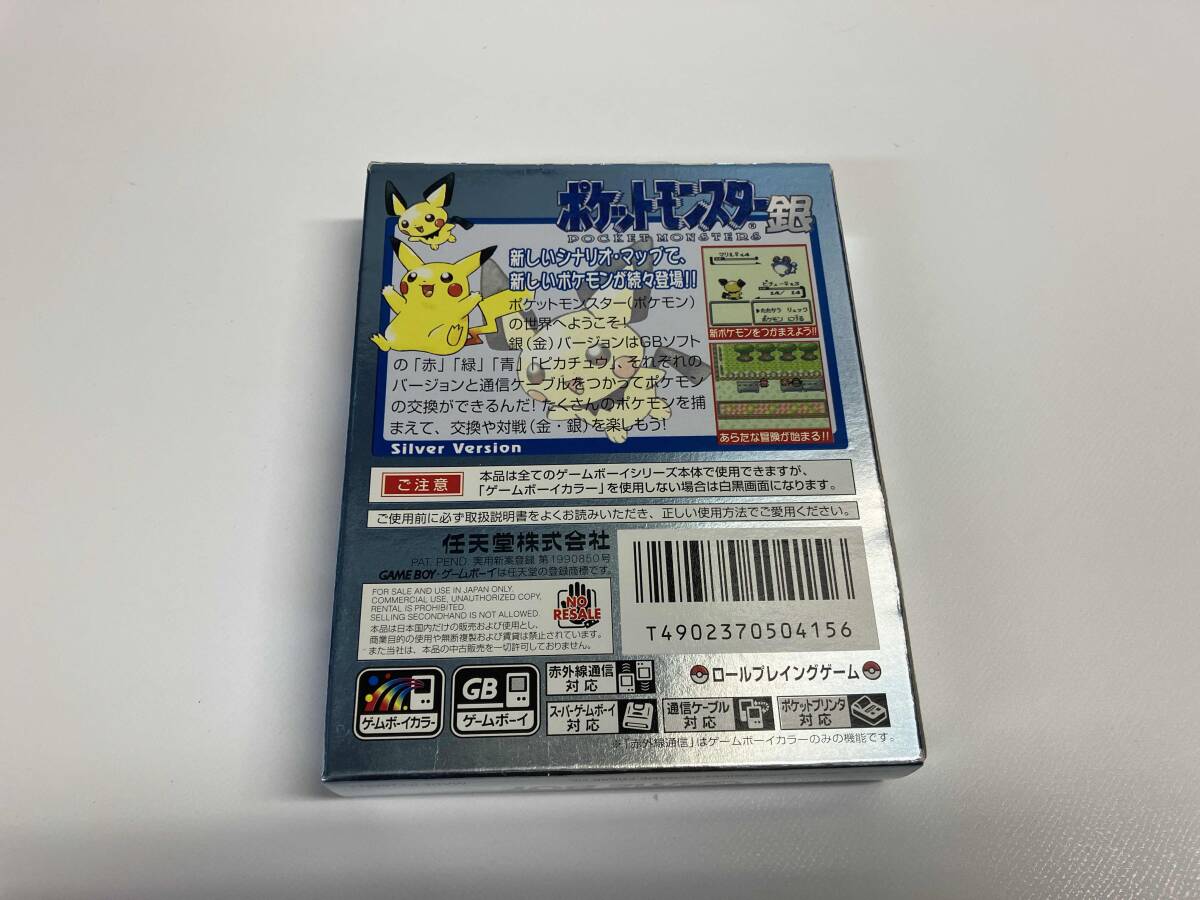 ポケットモンスター® 銀
POCKET MONSTERS
新しいシナリオ・マップで、
新しいポケモンが続々登場!!
ポケットモンスター(ポケモン)
の世界へようこそ!
銀(金)バージョンはGBソフト
の「赤」「緑」「青」「ピカチュウ」、それぞれの
バージョンと通信ケーブルをつかってポケモン
の交換ができるんだ!たくさんのポケモンを捕
まえて、交換や対戦(金・銀)を楽しもう!
Silver Version
新ポケモンをつかまえよう!!
あらたな冒険が始まる!!
ご注意
本品は全てのゲームボーイシリーズ本体で使用できますが、
「ゲームボーイカラー」を使用しない場合は白黒画面になります。
ご使用前に必ず取扱説明書をよくお読みいただき、正しい使用方法でご愛用ください。
任天堂株式会社
PAT. PEND. 実用新案登録 第1990850号
GAME BOY・ゲームボーイは任天堂の登録商標です。
FOR SALE AND USE IN JAPAN ONLY.
COMMERCIAL USE, UNAUTHORIZED COPY,
RENTAL IS PROHIBITED.
SELLING SECONDHAND IS NOT ALLOWED.
本品は日本国内だけの販売および使用とし、
商業目的の使用や無断複製および賃貸は禁止されています。
また当社は、本品の中古販売を一切許可しておりません。
NO
RESALE
T4902370504156
ゲームボーイカラー
GB
ゲームボーイ
赤外線通信
対応
ロールプレイングゲーム
スーパーゲームボーイ
対応
通信ケーブル
対応
ポケットプリンタ
対応
※「赤外線通信」はゲームボーイカラーのみの機能です。